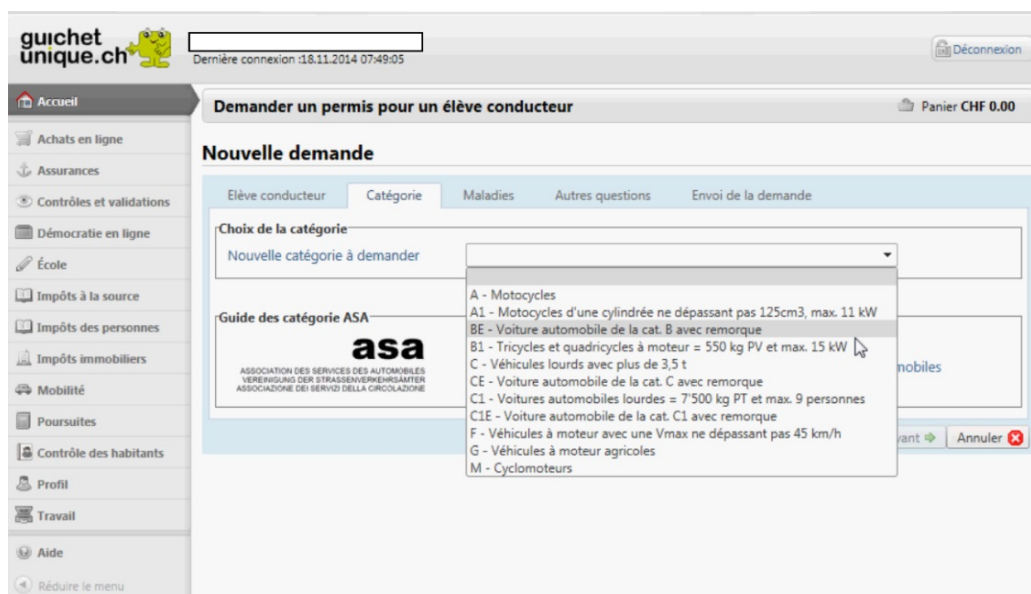 guichet
unique.ch
Dernière connexion :18.11.2014 07:49:05
Déconnexion
Accueil
Demander un permis pour un élève conducteur
Panier CHF 0.00
Achats en ligne
Assurances
Contrôles et validations
Démocratie en ligne
École
Impôts à la source
Impôts des personnes
Impôts immobiliers
Mobilité
Poursuites
Contrôle des habitants
Profil
Travail
Aide
Réduire le menu
Nouvelle demande
Elève conducteur
Catégorie
Maladies
Autres questions
Envoi de la demande
Choix de la catégorie
Nouvelle catégorie à demander
A - Motocycles
A1 - Motocycles d'une cylindrée ne dépassant pas 125cm3, max. 11 kW
BE - Voiture automobile de la cat. B avec remorque
B1 - Tricycles et quadricycles à moteur = 550 kg PV et max. 15 kW
C - Véhicules lourds avec plus de 3,5 t
CE - Voiture automobile de la cat. C avec remorque
C1 - Voitures automobiles lourdes = 7'500 kg PT et max. 9 personnes
C1E - Voiture automobile de la cat. C1 avec remorque
F - Véhicules à moteur avec une Vmax ne dépassant pas 45 km/h
G - Véhicules à moteur agricoles
M - Cyclomoteurs
Guide des catégorie ASA
asa
ASSOCIATION DES SERVICES DES AUTOMOBILES
VEREINIGUNG DER STRASSENVERKEHRSÄMTER
ASSOCIAZIONE DEI SERVIZI DELLA CIRCOLAZIONE
mobiles
vant
Annuler